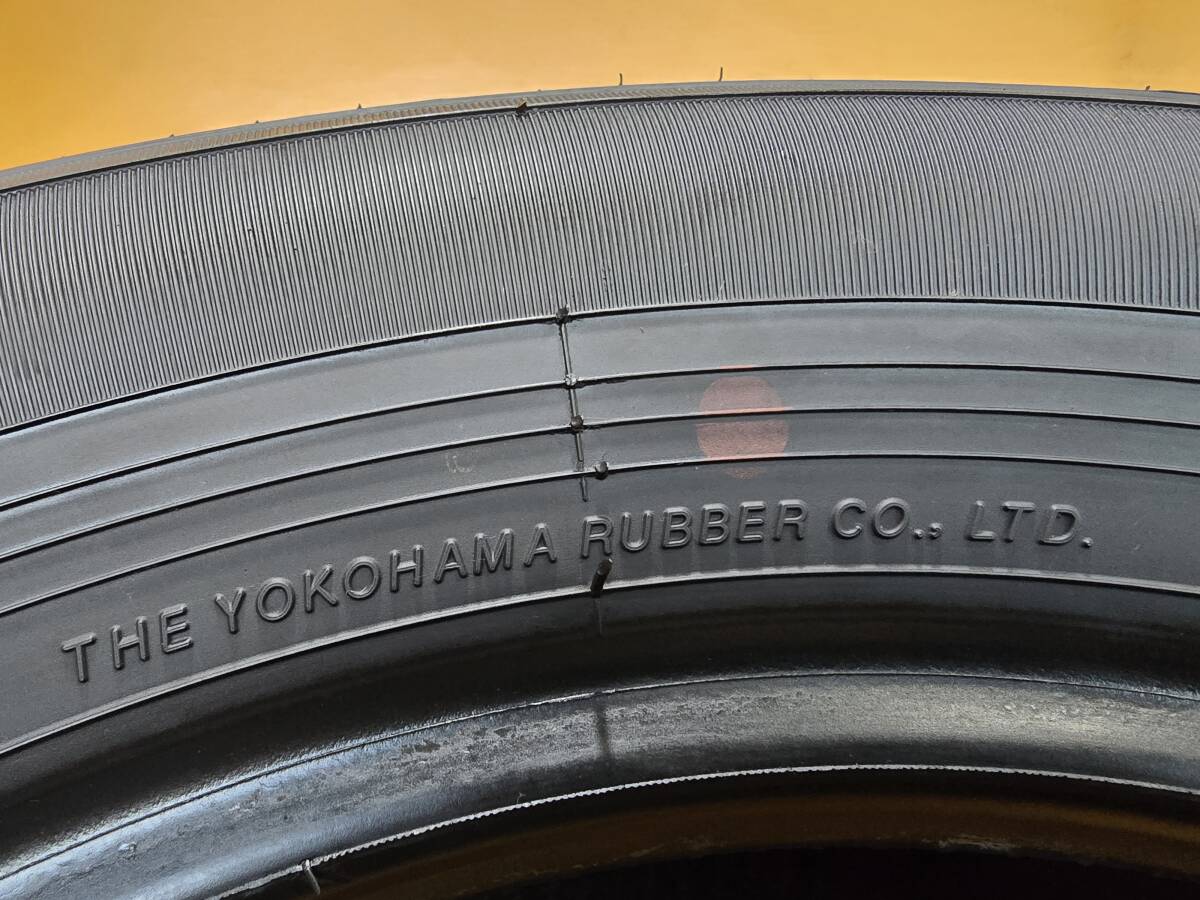 THE YOKOHAMA RUBBER CO., LTD.